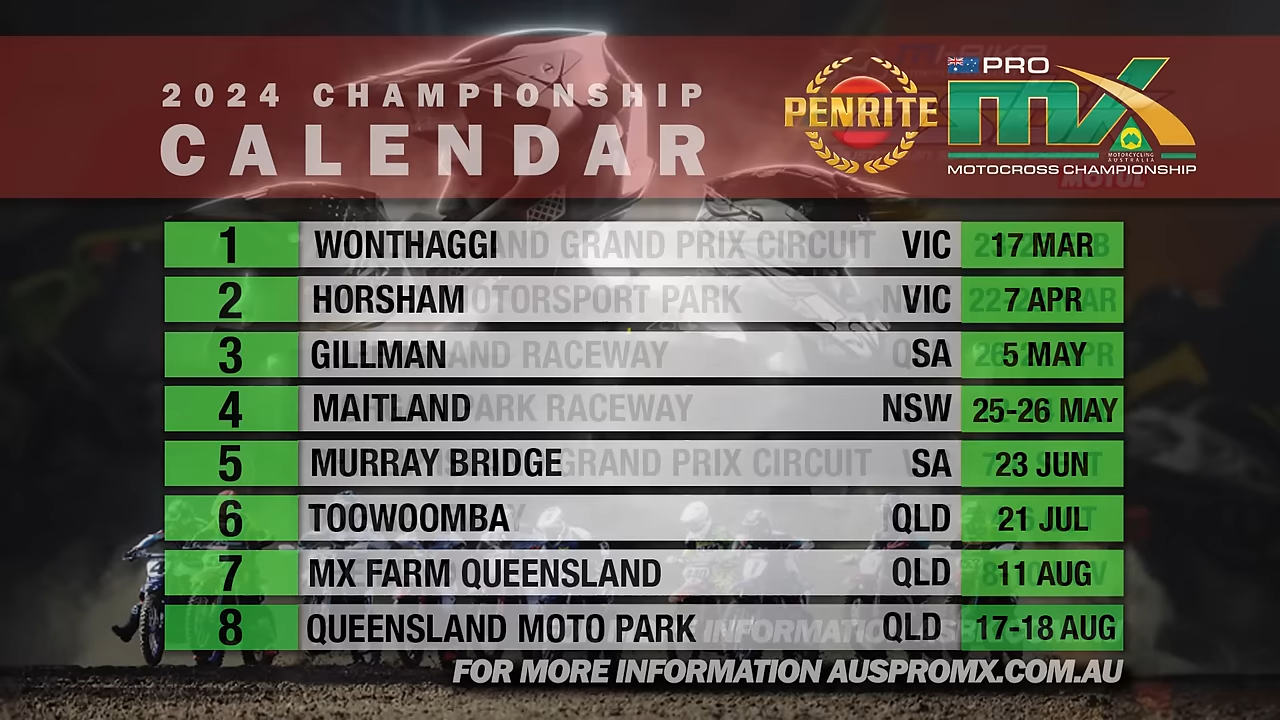 2024 CHAMPIONSHIP
CALENDAR
PENRITE
PRO
MX
MOTORCYCLING
AUSTRALIA
MOTOCROSS CHAMPIONSHIP
1 WONTHAGGI VIC 17 MAR
2 HORSHAM VIC 7 APR
3 GILLMAN SA 5 MAY
4 MAITLAND NSW 25-26 MAY
5 MURRAY BRIDGE SA 23 JUN
6 TOOWOOMBA QLD 21 JUL
7 MX FARM QUEENSLAND QLD 11 AUG
8 QUEENSLAND MOTO PARK QLD 17-18 AUG
FOR MORE INFORMATION AUSPROMX.COM.AU